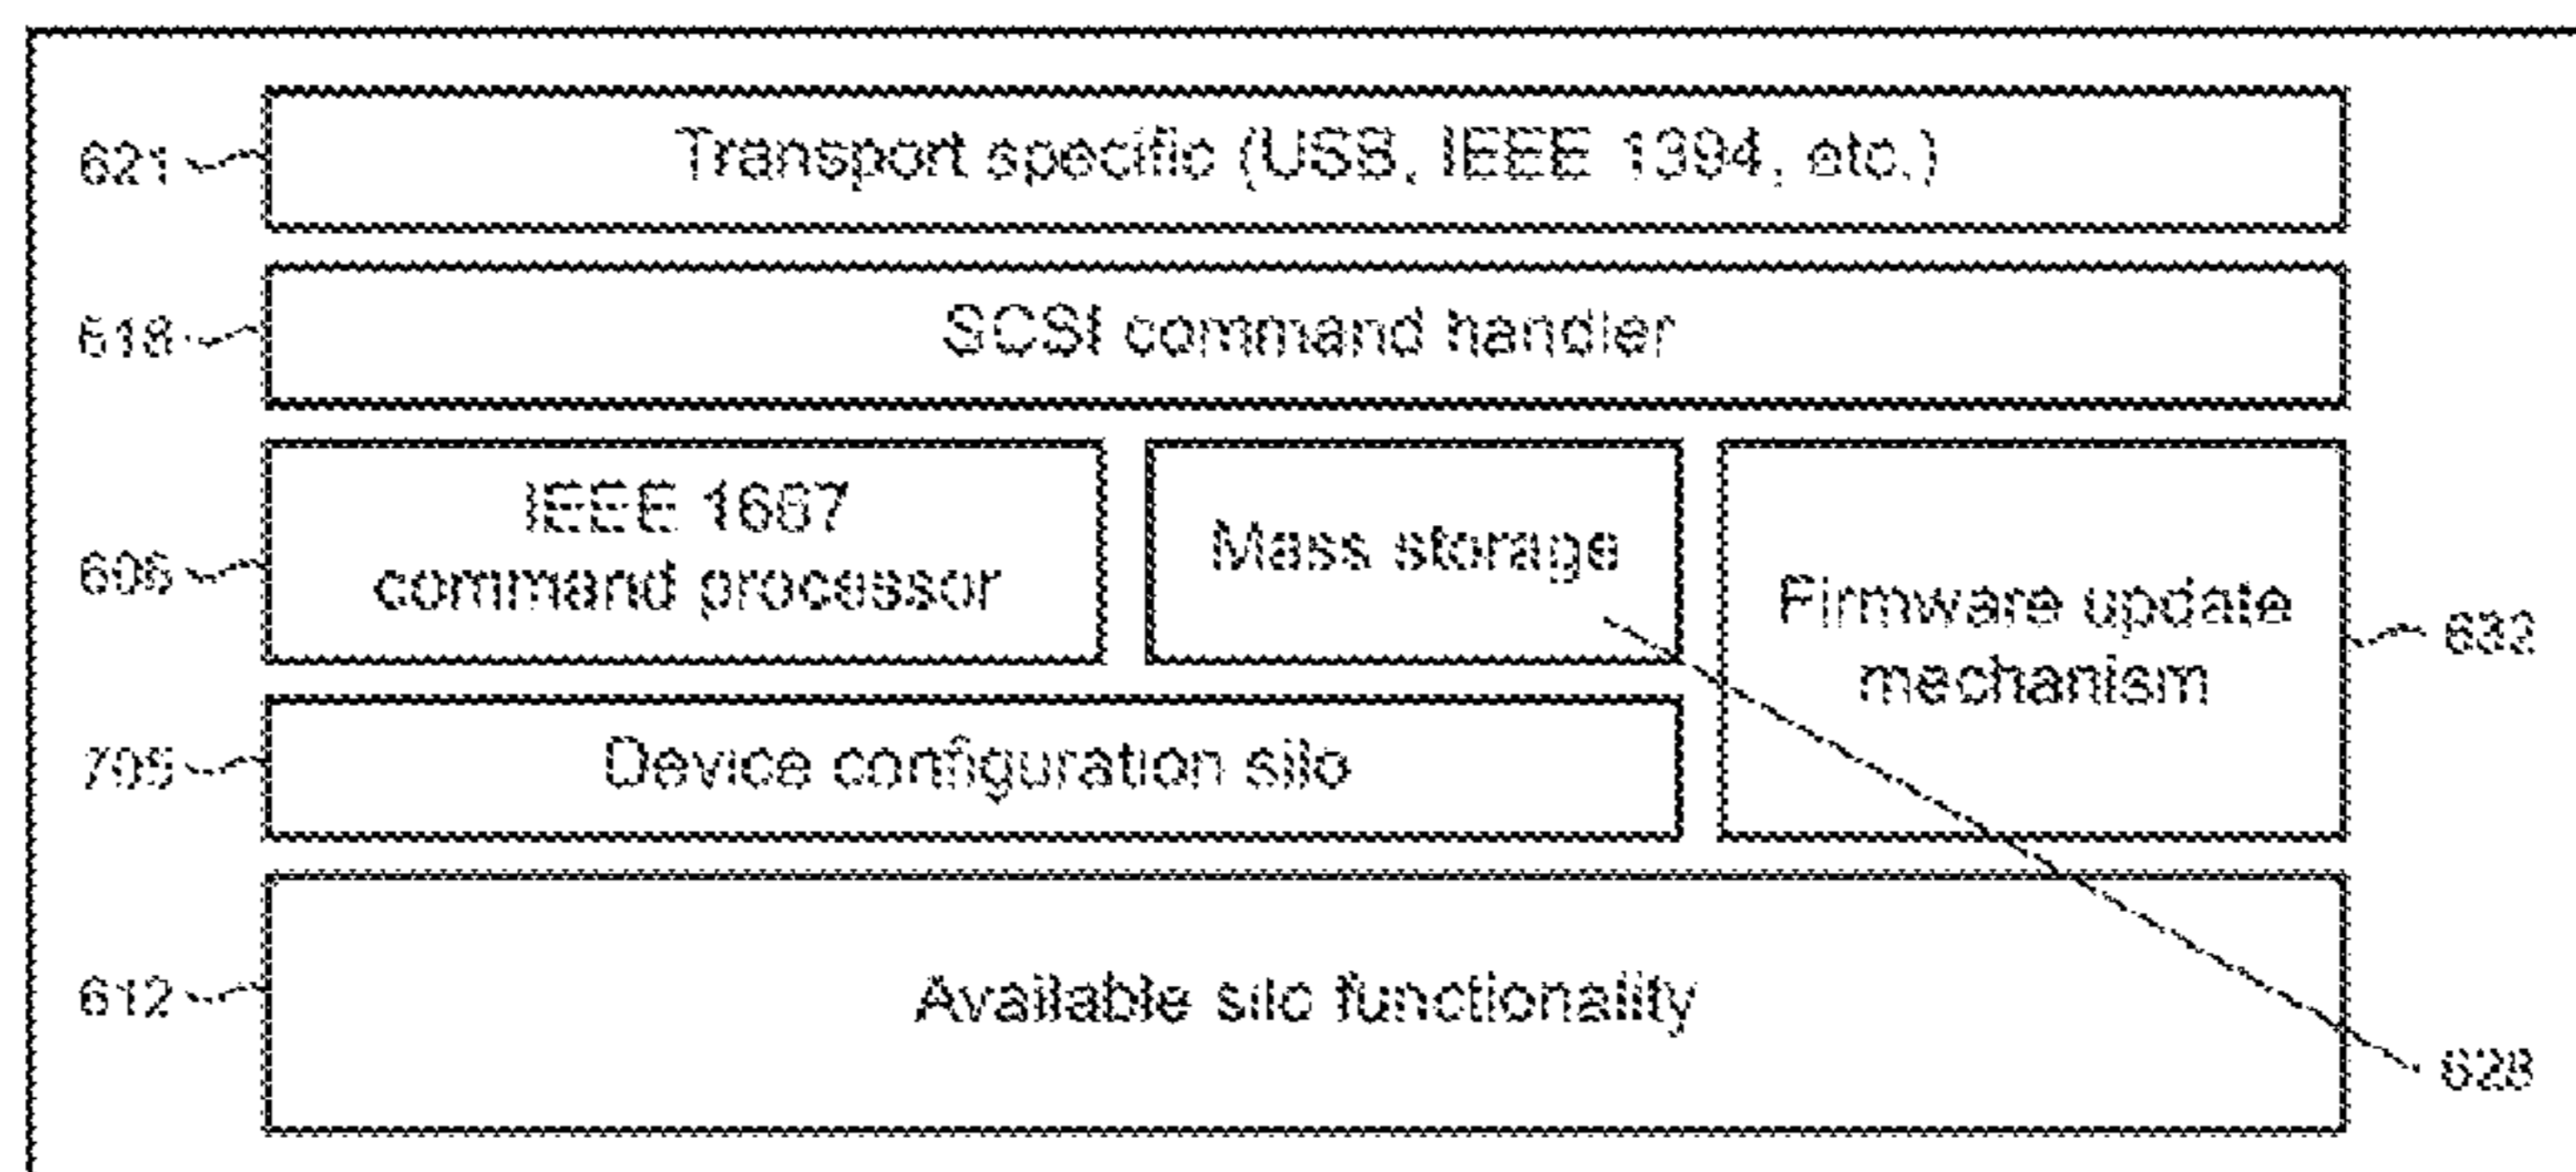 621
Transport specific (USB, IEEE 1394, etc.)
618
SCSI command handler
606
IEEE 1667
command processor
Mass storage
Firmware update
mechanism
632
705
Device configuration silo
612
Available silo functionality
628